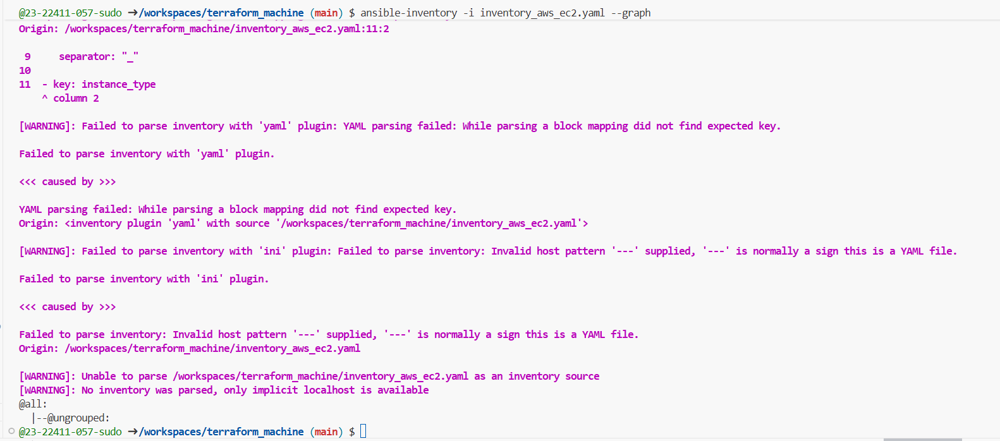 @23-22411-057-sudo ➜/workspaces/terraform_machine (main) $ ansible-inventory -i inventory_aws_ec2.yaml --graph
Origin: /workspaces/terraform_machine/inventory_aws_ec2.yaml:11:2
9     separator: "_"
10
11  - key: instance_type
^ column 2
[WARNING]: Failed to parse inventory with 'yaml' plugin: YAML parsing failed: While parsing a block mapping did not find expected key.
Failed to parse inventory with 'yaml' plugin.
<<< caused by >>>
YAML parsing failed: While parsing a block mapping did not find expected key.
Origin: <inventory plugin 'yaml' with source '/workspaces/terraform_machine/inventory_aws_ec2.yaml'>
[WARNING]: Failed to parse inventory with 'ini' plugin: Failed to parse inventory: Invalid host pattern '---' supplied, '---' is normally a sign this is a YAML file.
Failed to parse inventory with 'ini' plugin.
<<< caused by >>>
Failed to parse inventory: Invalid host pattern '---' supplied, '---' is normally a sign this is a YAML file.
Origin: /workspaces/terraform_machine/inventory_aws_ec2.yaml
[WARNING]: Unable to parse /workspaces/terraform_machine/inventory_aws_ec2.yaml as an inventory source
[WARNING]: No inventory was parsed, only implicit localhost is available
@all:
|--@ungrouped:
@23-22411-057-sudo ➜/workspaces/terraform_machine (main) $